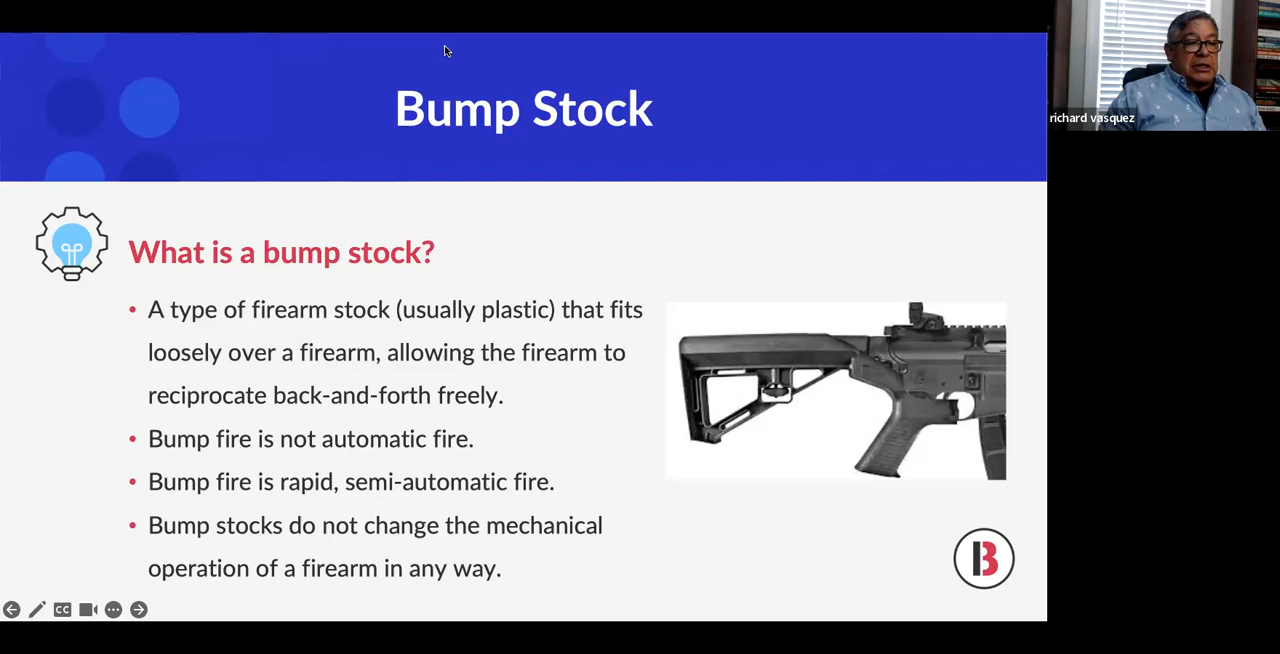 Bump Stock
richard vasquez
What is a bump stock?
• A type of firearm stock (usually plastic) that fits
loosely over a firearm, allowing the firearm to
reciprocate back-and-forth freely.
• Bump fire is not automatic fire.
• Bump fire is rapid, semi-automatic fire.
• Bump stocks do not change the mechanical
operation of a firearm in any way.
B
CC